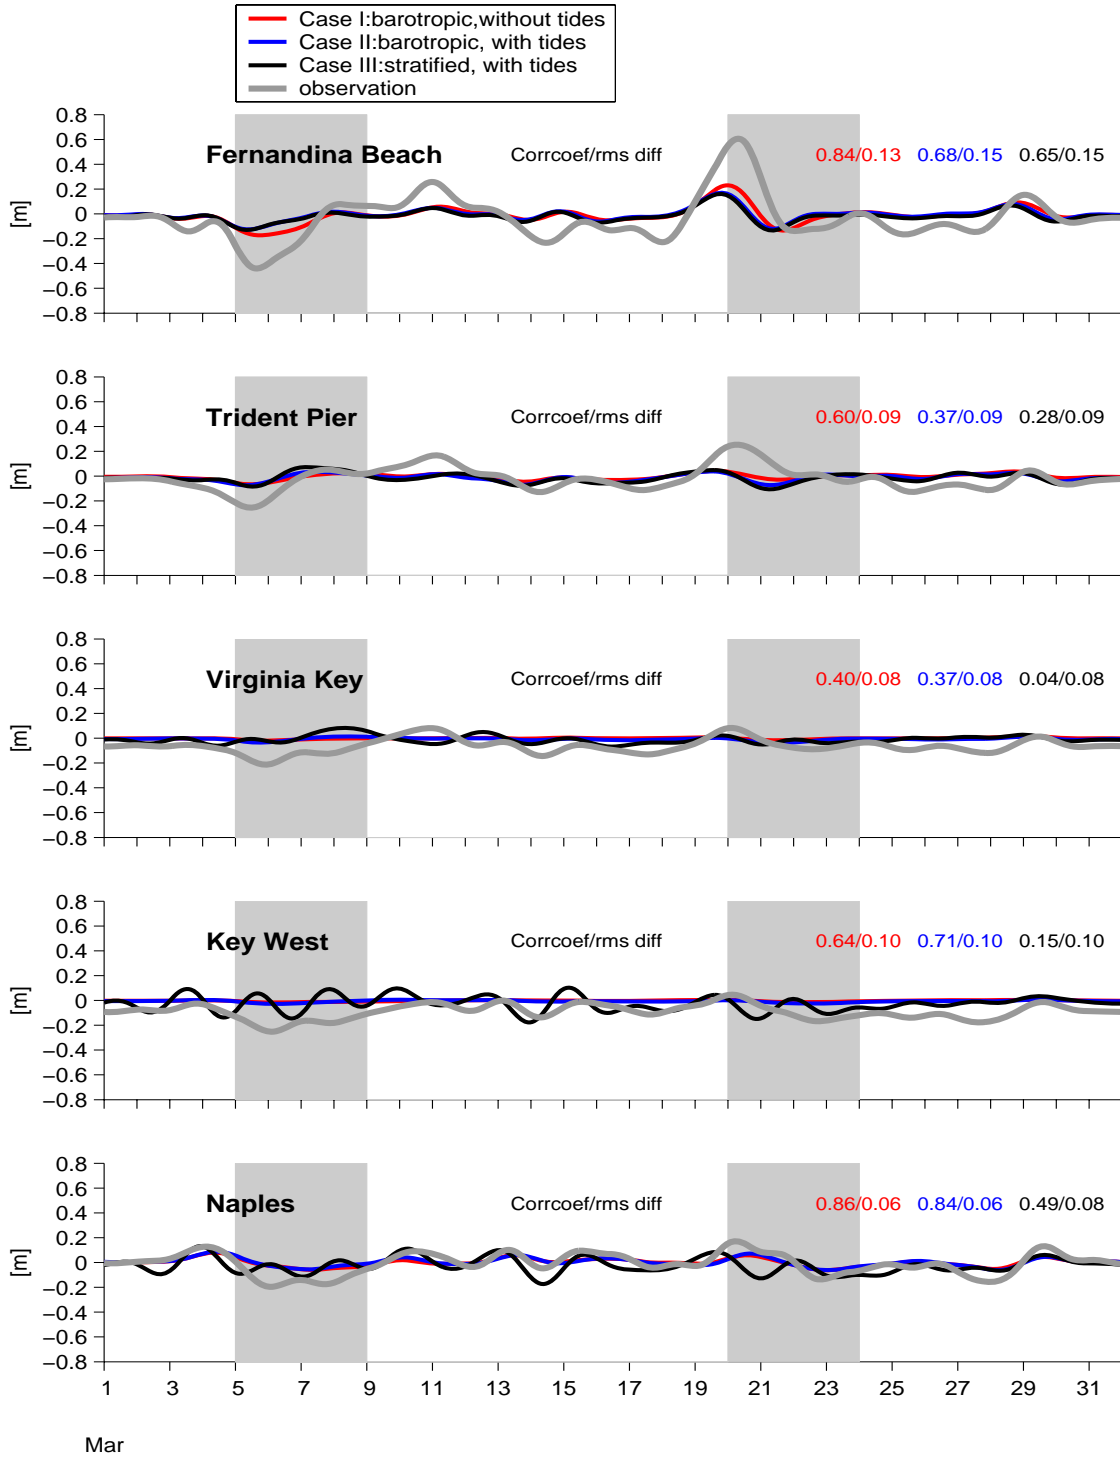 Case I:barotropic,without tides
Case II:barotropic, with tides
Case III:stratified, with tides
observation
Fernandina Beach Corrcoef/rms diff 0.84/0.13 0.68/0.15 0.65/0.15
[m]
0.8
0.6
0.4
0.2
0
−0.2
−0.4
−0.6
−0.8
Trident Pier Corrcoef/rms diff 0.60/0.09 0.37/0.09 0.28/0.09
[m]
0.8
0.6
0.4
0.2
0
−0.2
−0.4
−0.6
−0.8
Virginia Key Corrcoef/rms diff 0.40/0.08 0.37/0.08 0.04/0.08
[m]
0.8
0.6
0.4
0.2
0
−0.2
−0.4
−0.6
−0.8
Key West Corrcoef/rms diff 0.64/0.10 0.71/0.10 0.15/0.10
[m]
0.8
0.6
0.4
0.2
0
−0.2
−0.4
−0.6
−0.8
Naples Corrcoef/rms diff 0.86/0.06 0.84/0.06 0.49/0.08
[m]
0.8
0.6
0.4
0.2
0
−0.2
−0.4
−0.6
−0.8
1 3 5 7 9 11 13 15 17 19 21 23 25 27 29 31
Mar